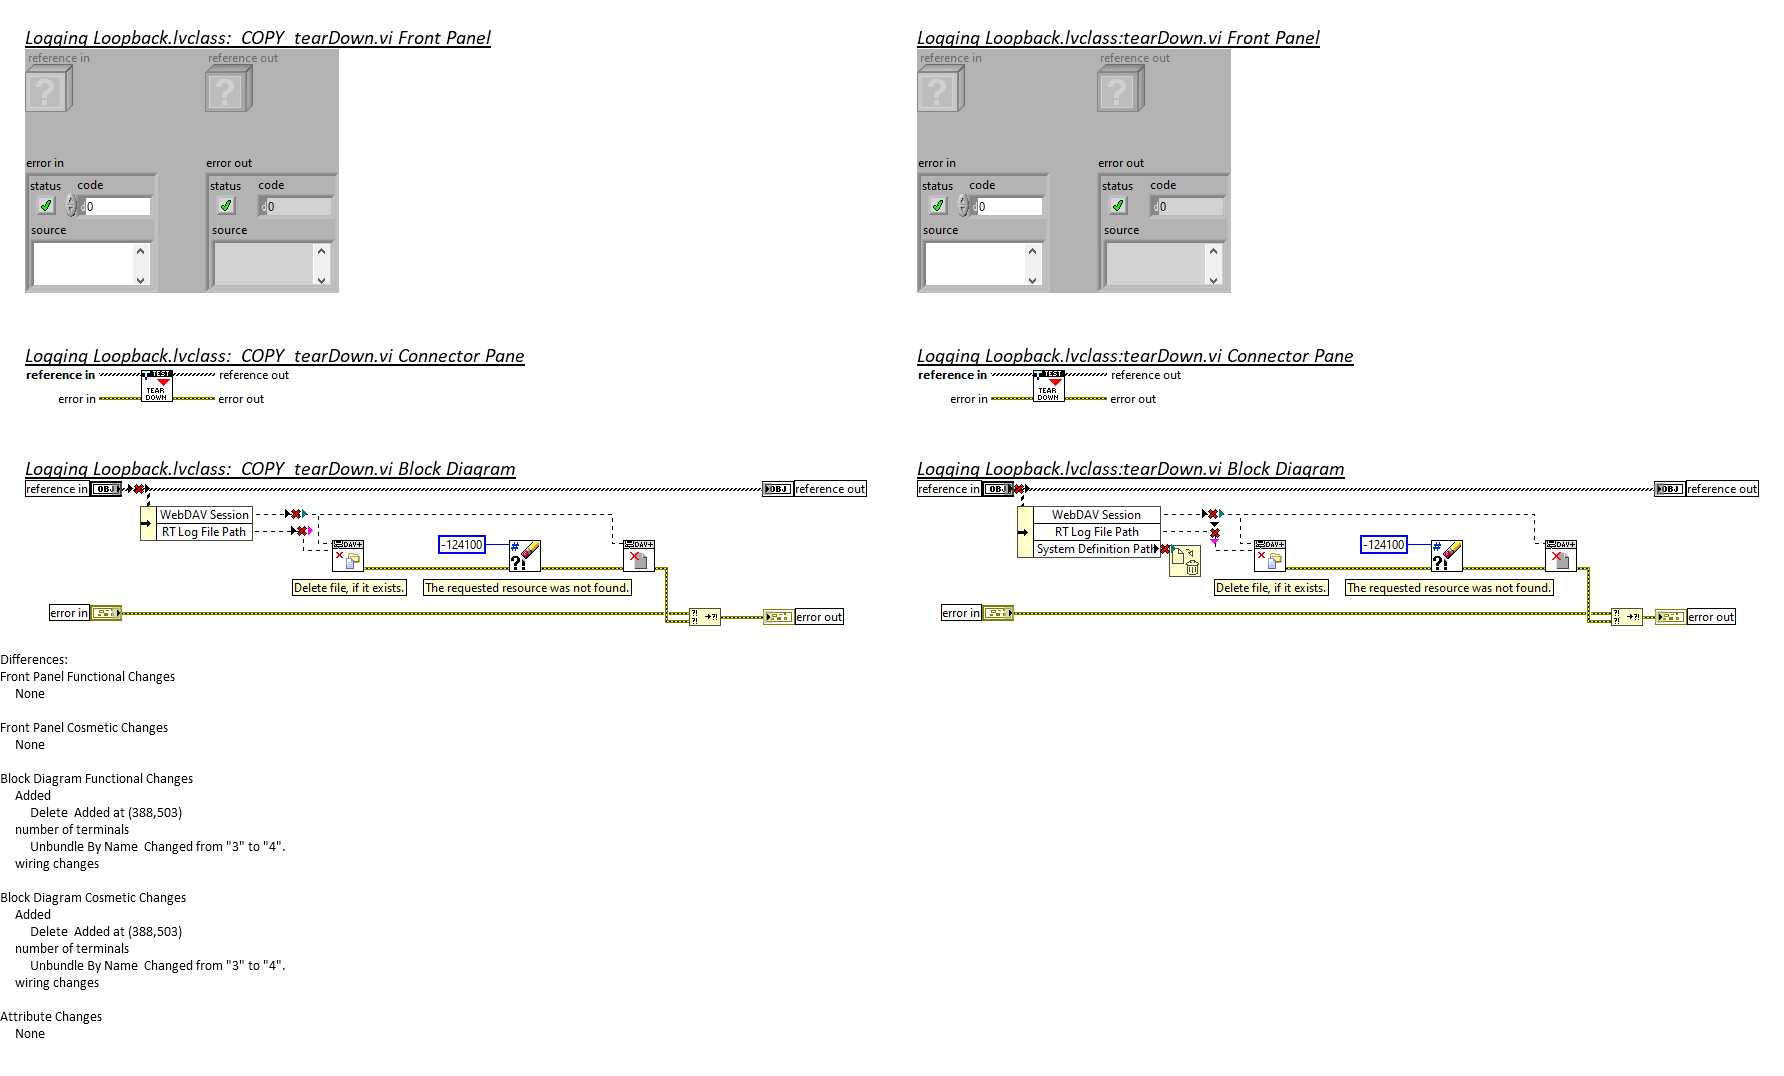 Logging Loopback.lvclass:_COPY_tearDown.vi Front Panel
reference in
reference out
error in
error out
status
code
status
code
d0
d0
source
source
Logging Loopback.lvclass:_COPY_tearDown.vi Connector Pane
reference in
reference out
TEST
TEAR
DOWN
error in
error out
Logging Loopback.lvclass:_COPY_tearDown.vi Block Diagram
reference in
OBJ
OBJ
reference out
WebDAV Session
RT Log File Path
DAV+
-124100
#
?!
DAV+
Delete file, if it exists.
The requested resource was not found.
error in
?!
?!
?!
error out
Logging Loopback.lvclass:tearDown.vi Front Panel
reference in
reference out
error in
error out
status
code
status
code
d0
d0
source
source
Logging Loopback.lvclass:tearDown.vi Connector Pane
reference in
reference out
TEST
TEAR
DOWN
error in
error out
Logging Loopback.lvclass:tearDown.vi Block Diagram
reference in
OBJ
OBJ
reference out
WebDAV Session
RT Log File Path
System Definition Path
DAV+
-124100
#
?!
DAV+
Delete file, if it exists.
The requested resource was not found.
error in
?!
?!
?!
error out
Differences:
Front Panel Functional Changes
None
Front Panel Cosmetic Changes
None
Block Diagram Functional Changes
Added
Delete  Added at (388,503)
number of terminals
Unbundle By Name  Changed from "3" to "4".
wiring changes
Block Diagram Cosmetic Changes
Added
Delete  Added at (388,503)
number of terminals
Unbundle By Name  Changed from "3" to "4".
wiring changes
Attribute Changes
None